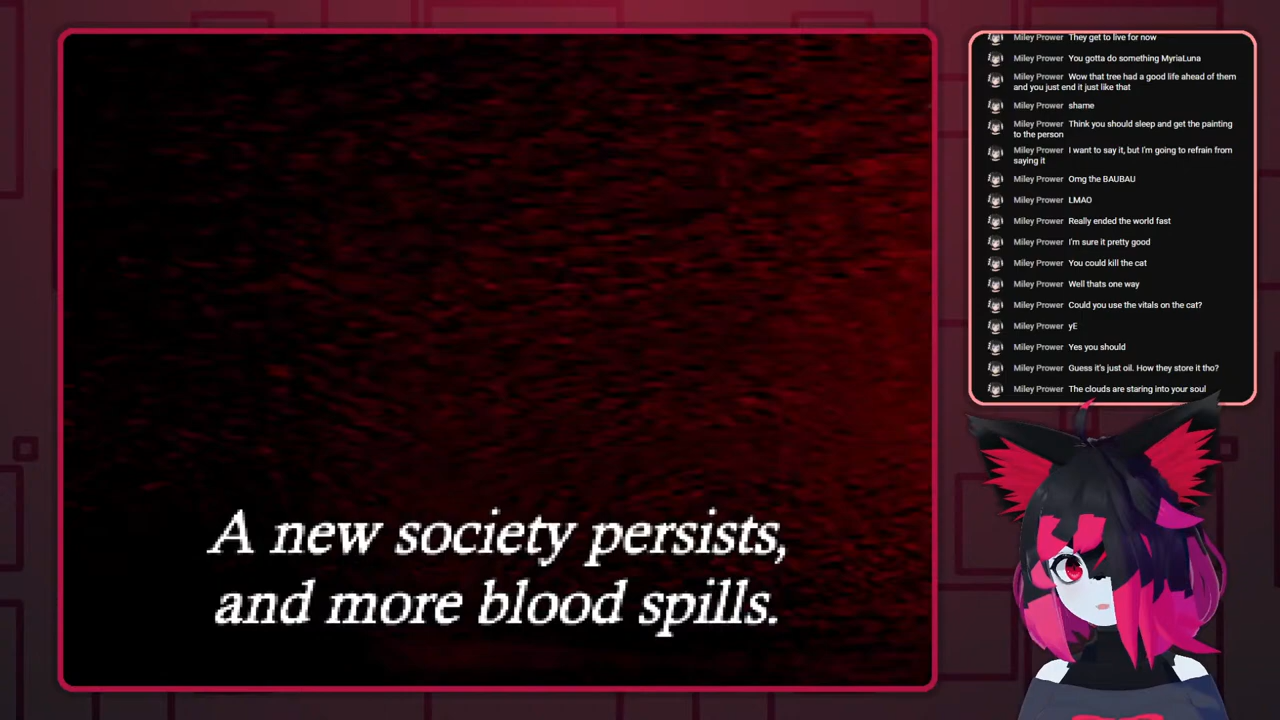 A new society persists,
and more blood spills.
Miley Prower They get to live for now
Miley Prower You gotta do something MyriaLuna
Miley Prower Wow that tree had a good life ahead of them
and you just end it just like that
Miley Prower shame
Miley Prower Think you should sleep and get the painting
to the person
Miley Prower I want to say it, but I'm going to refrain from
saying it
Miley Prower Omg the BAUBAU
Miley Prower LMAO
Miley Prower Really ended the world fast
Miley Prower I'm sure it pretty good
Miley Prower You could kill the cat
Miley Prower Well thats one way
Miley Prower Could you use the vitals on the cat?
Miley Prower yE
Miley Prower Yes you should
Miley Prower Guess it's just oil. How they store it tho?
Miley Prower The clouds are staring into your soul